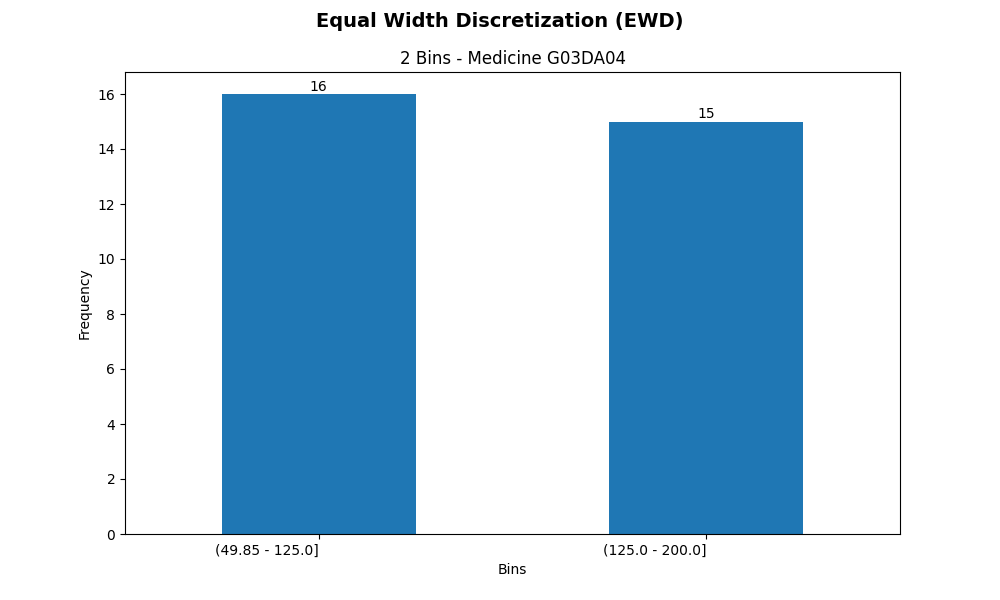 Equal Width Discretization (EWD)
2 Bins - Medicine G03DA04
16
15
16
14
12
10
8
6
4
2
0
Frequency
(49.85 - 125.0]
(125.0 - 200.0]
Bins